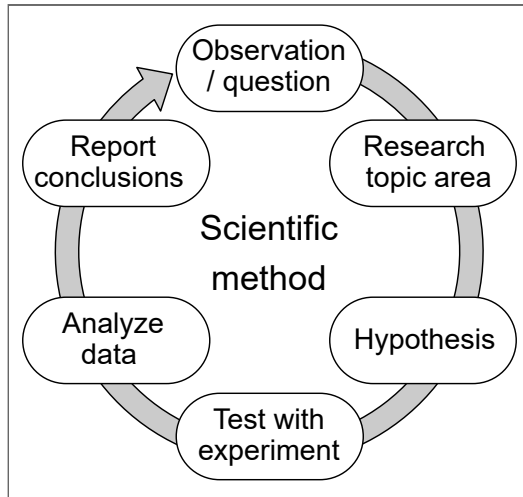 Observation
/ question
Research
topic area
Hypothesis
Test with
experiment
Analyze
data
Report
conclusions
Scientific
method